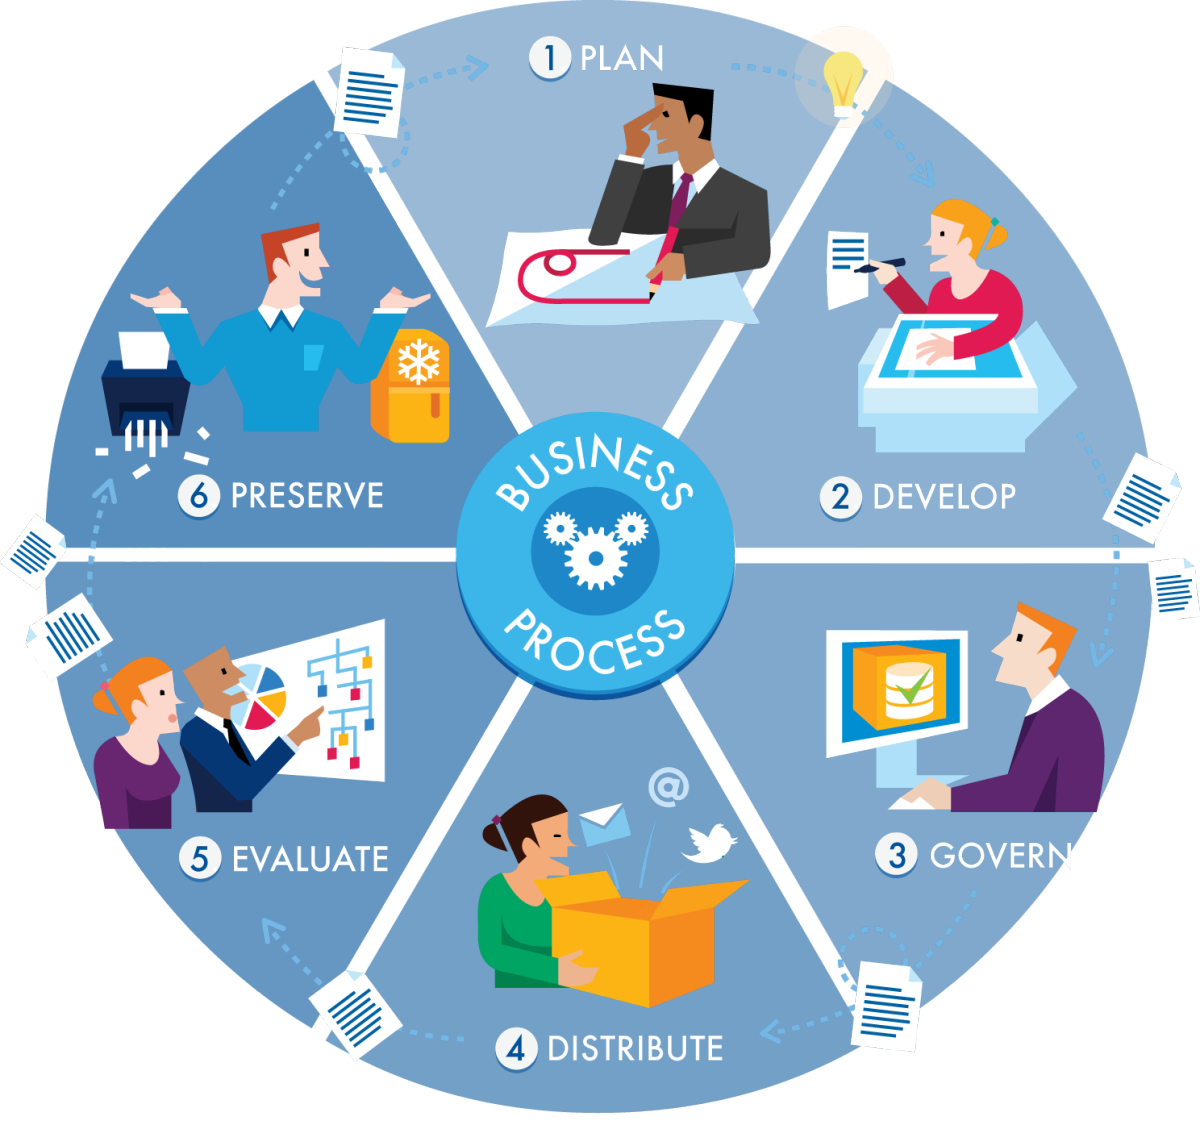 1 PLAN
2 DEVELOP
3 GOVERN
4 DISTRIBUTE
5 EVALUATE
6 PRESERVE
BUSINESS
PROCESS
@